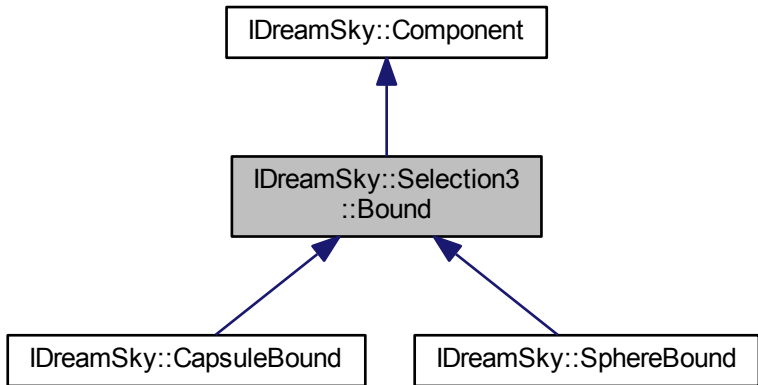 IDreamSky::Component
IDreamSky::Selection3
::Bound
IDreamSky::CapsuleBound
IDreamSky::SphereBound